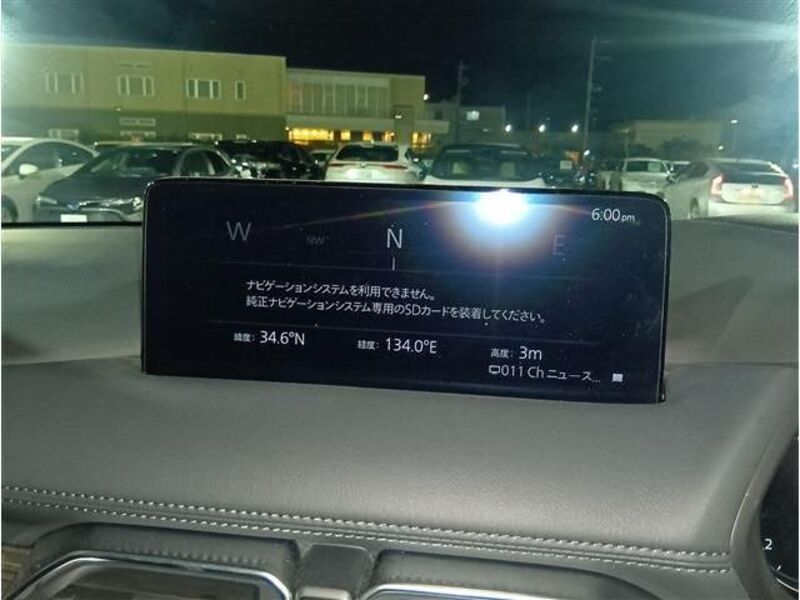 6:00pm
W NW N E
ナビゲーションシステムを利用できません。
純正ナビゲーションシステム専用のSDカードを装着してください。
緯度: 34.6°N 経度: 134.0°E 高度: 3m
011 Ch ニュース...
2